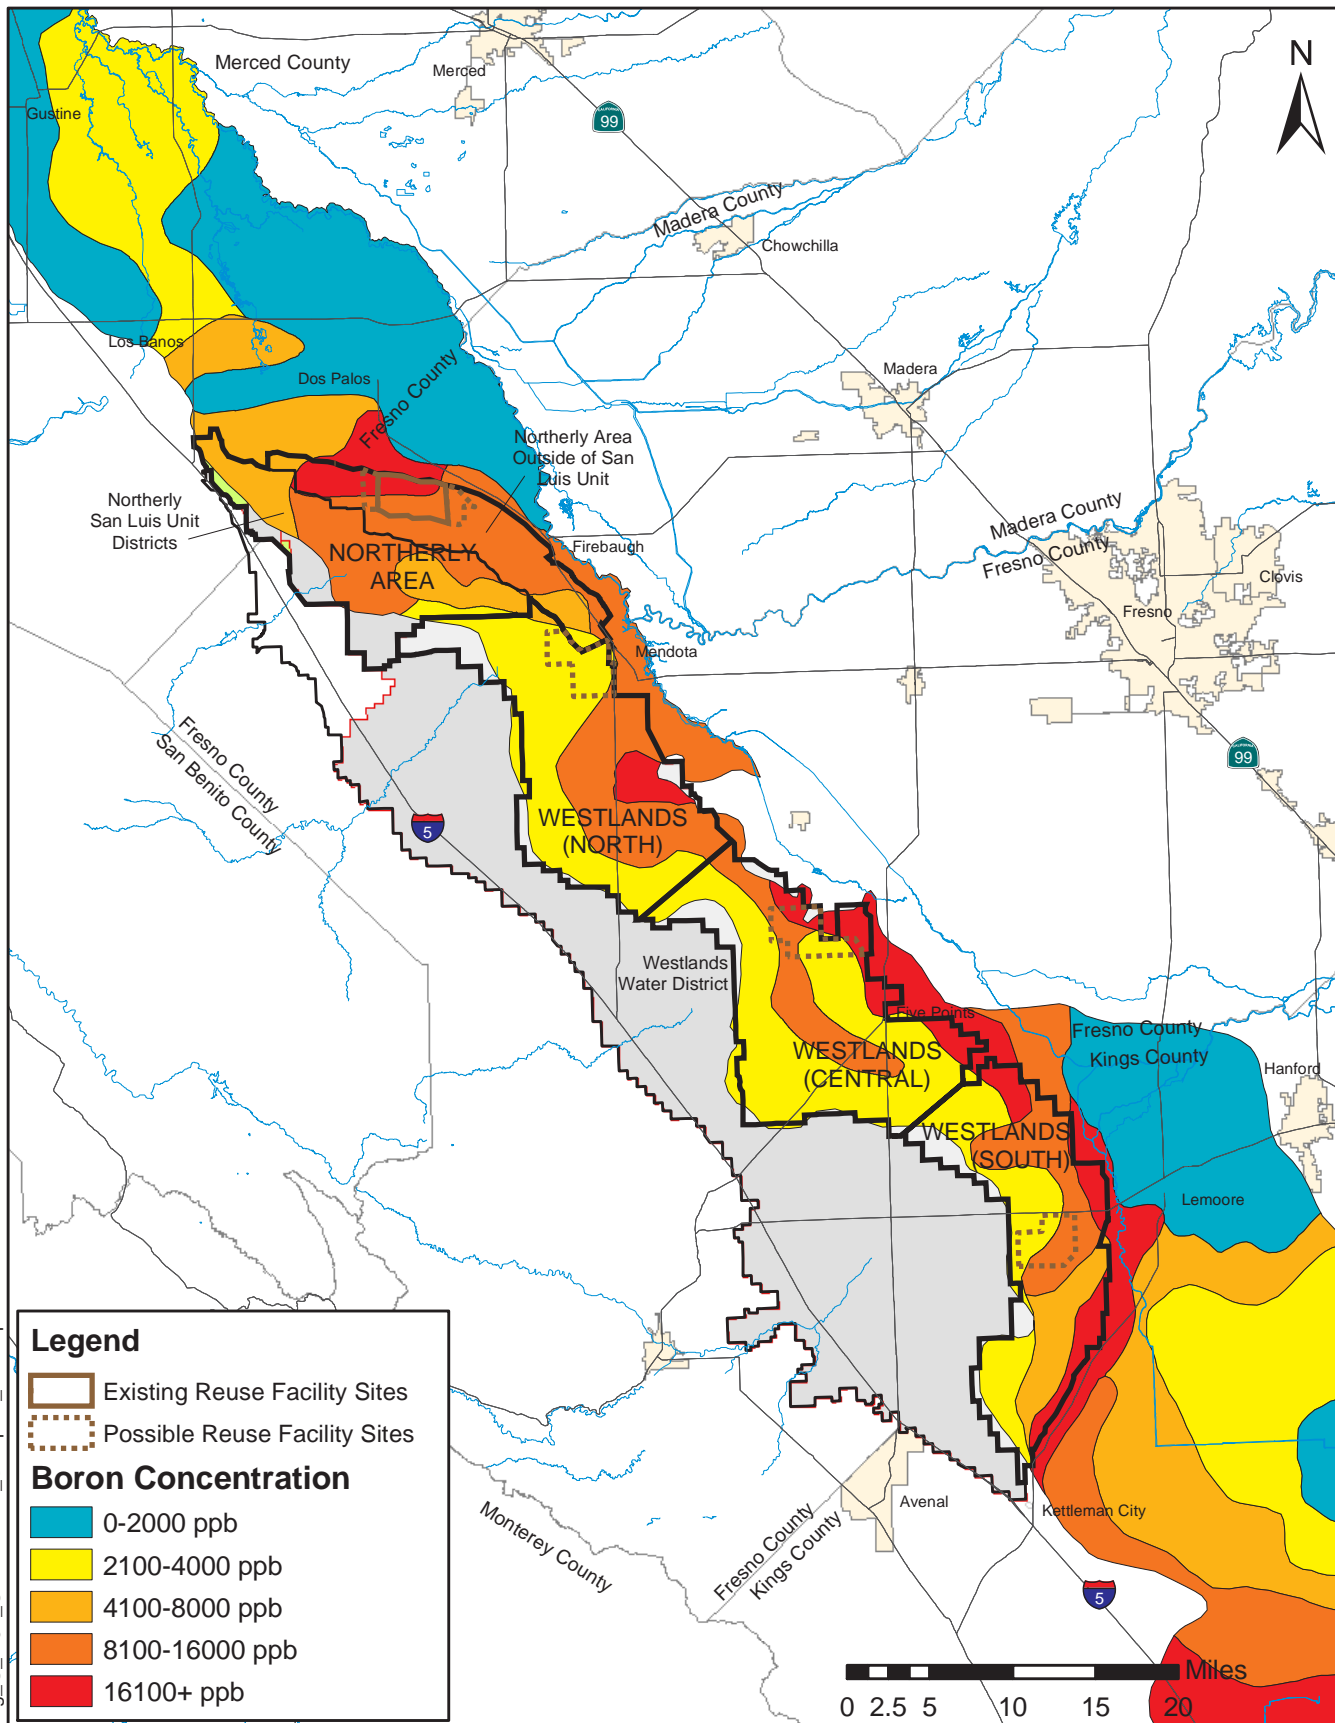 N
Merced County
Merced
Gustine
CALIFORNIA
99
Madera County
Chowchilla
Los Banos
Dos Palos
Fresno County
Madera
Northerly Area
Outside of San
Luis Unit
Northerly
San Luis Unit
Districts
NORTHERLY
AREA
Firebaugh
Madera County
Fresno County
Clovis
Fresno
Mendota
Fresno County
San Benito County
CALIFORNIA
99
5
WESTLANDS
(NORTH)
Westlands
Water District
Five Points
Fresno County
Kings County
WESTLANDS
(CENTRAL)
Hanford
WESTLANDS
(SOUTH)
Lemoore
Legend
Existing Reuse Facility Sites
Possible Reuse Facility Sites
Boron Concentration
0-2000 ppb
2100-4000 ppb
4100-8000 ppb
8100-16000 ppb
16100+ ppb
Monterey County
Avenal
Kettleman City
Fresno County
Kings County
5
Miles
0 2.5 5 10 15 20